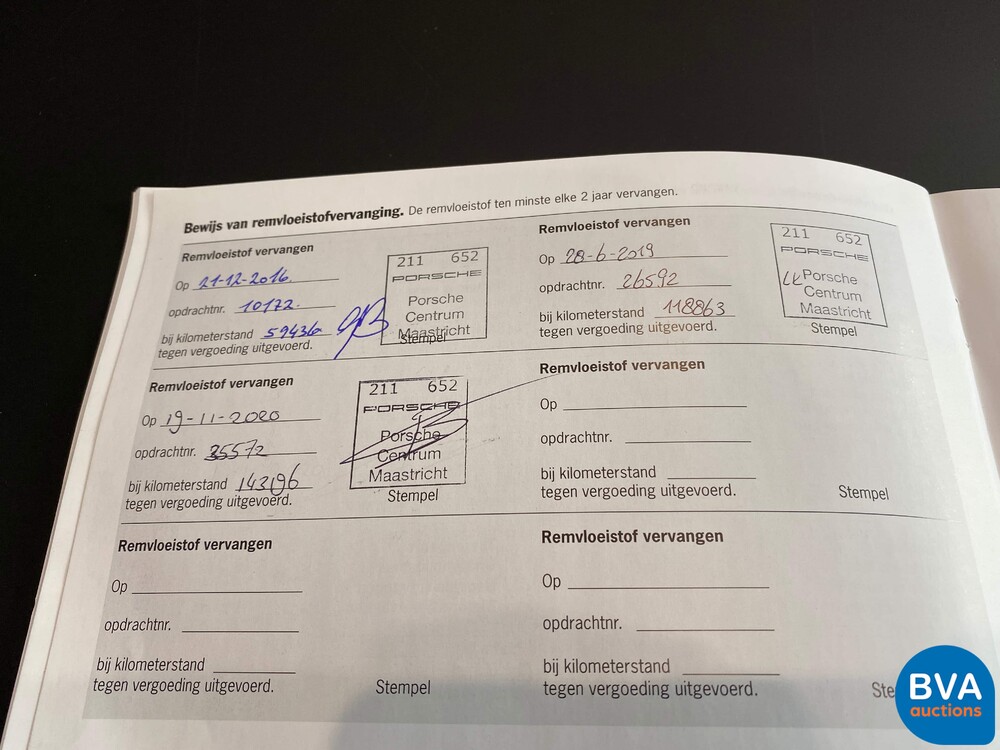 Bewijs van remvloeistofvervanging. De remvloeistof ten minste elke 2 jaar vervangen.
Remvloeistof vervangen
Op 21-12-2016
opdrachtnr. 10172
bij kilometerstand 59436
tegen vergoeding uitgevoerd.
211 652
PORSCHE
Porsche
Centrum
Maastricht
Stempel
Remvloeistof vervangen
Op 28-6-2019
opdrachtnr. 26592
bij kilometerstand 118863
tegen vergoeding uitgevoerd.
211 652
PORSCHE
Porsche
Centrum
Maastricht
Stempel
Remvloeistof vervangen
Op 19-11-2020
opdrachtnr. 35572
bij kilometerstand 143196
tegen vergoeding uitgevoerd.
211 652
PORSCHE
Porsche
Centrum
Maastricht
Stempel
Remvloeistof vervangen
Op
opdrachtnr.
bij kilometerstand
tegen vergoeding uitgevoerd.
Stempel
Remvloeistof vervangen
Op
opdrachtnr.
bij kilometerstand
tegen vergoeding uitgevoerd.
Stempel
Remvloeistof vervangen
Op
opdrachtnr.
bij kilometerstand
tegen vergoeding uitgevoerd.
Ste
BVA
auctions